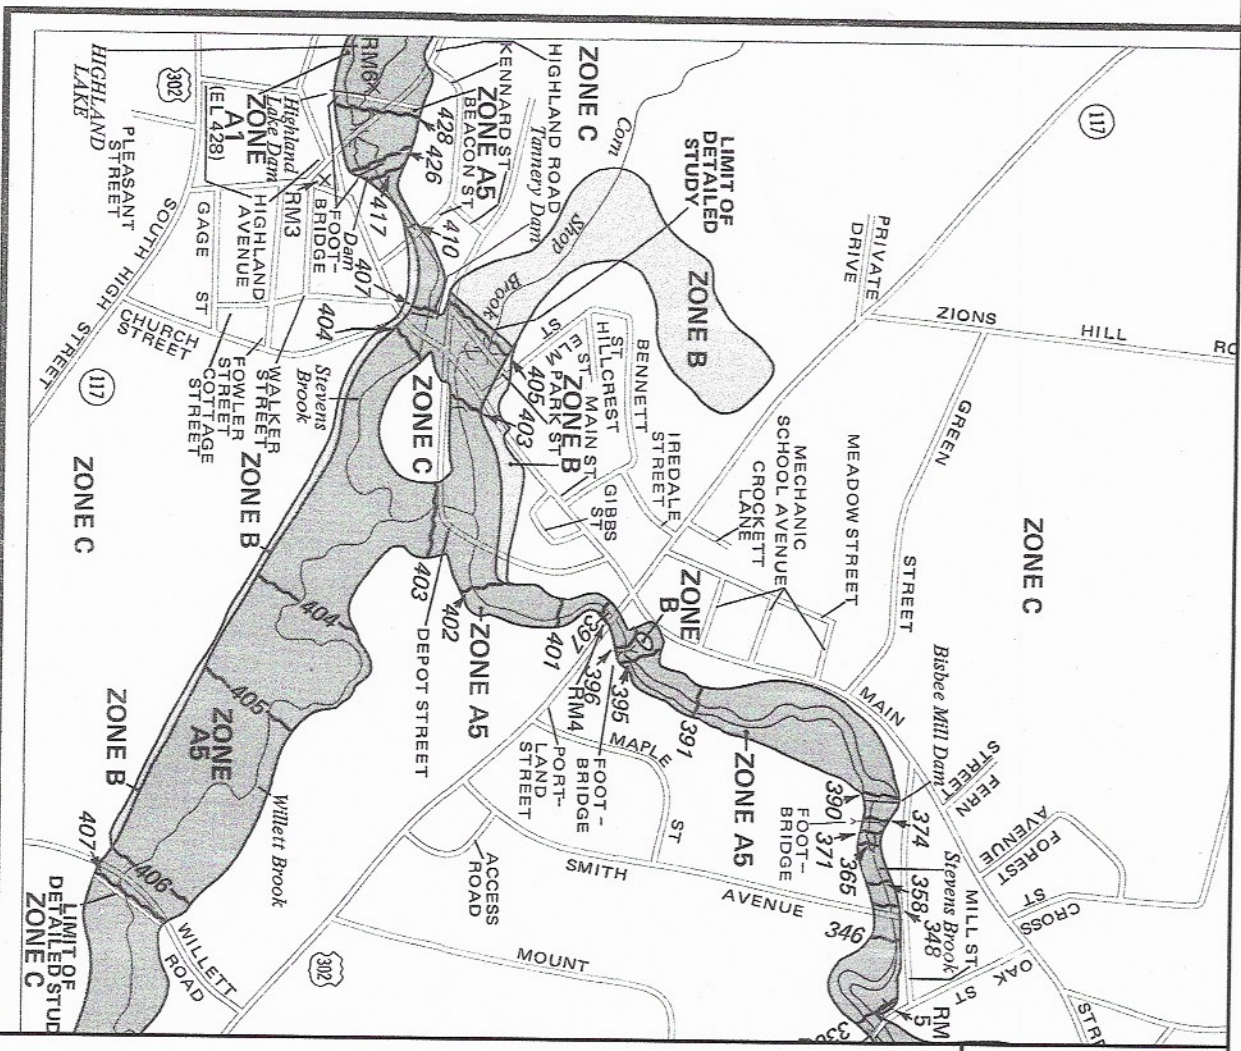 ZONE C
HIGHLAND ROAD
KENNARD ST
BEACON ST
ZONE A5
Tannery Dam
RM6
428
426
417
410
407
404
302
HIGHLAND
LAKE
Highland
Lake Dam
ZONE
A1
(EL 428)
RM3
FOOT-
BRIDGE
Dam
HIGHLAND
AVENUE
GAGE ST
PLEASANT
STREET
SOUTH HIGH
STREET
CHURCH
STREET
WALKER
STREET
FOWLER
STREET
COTTAGE
STREET
Stevens
Brook
117
ZONE C
ZONE B
Corn
Shop
Brook
LIMIT OF
DETAILED
STUDY
ZONE B
117
PRIVATE
DRIVE
ZIONS HILL
RO
BENNETT
ST
HILLCREST
ST
ELM ST
MAIN ST
PARK ST
ZONE B
405
403
ZONE C
GIBBS
ST
IREDALE
STREET
MECHANIC
SCHOOL AVENUE
CROCKETT
LANE
MEADOW STREET
GREEN
STREET
ZONE C
ZONE
B
403
402
401
397
396
395
391
RM4
DEPOT STREET
ZONE A5
404
405
406
407
ZONE
A5
ZONE B
Willett Brook
LIMIT OF
DETAILED STUD
ZONE C
WILLETT
ROAD
302
PORT-
LAND
STREET
FOOT-
BRIDGE
MAPLE
ST
ACCESS
ROAD
SMITH
AVENUE
MOUNT
ZONE A5
MAIN
STREET
Bisbee Mill Dam
FERN
AVENUE
FOREST
ST
CROSS
OAK
ST
STR
390
374
371
365
358
348
346
FOOT-
BRIDGE
Stevens Brook
MILL ST
RM
5